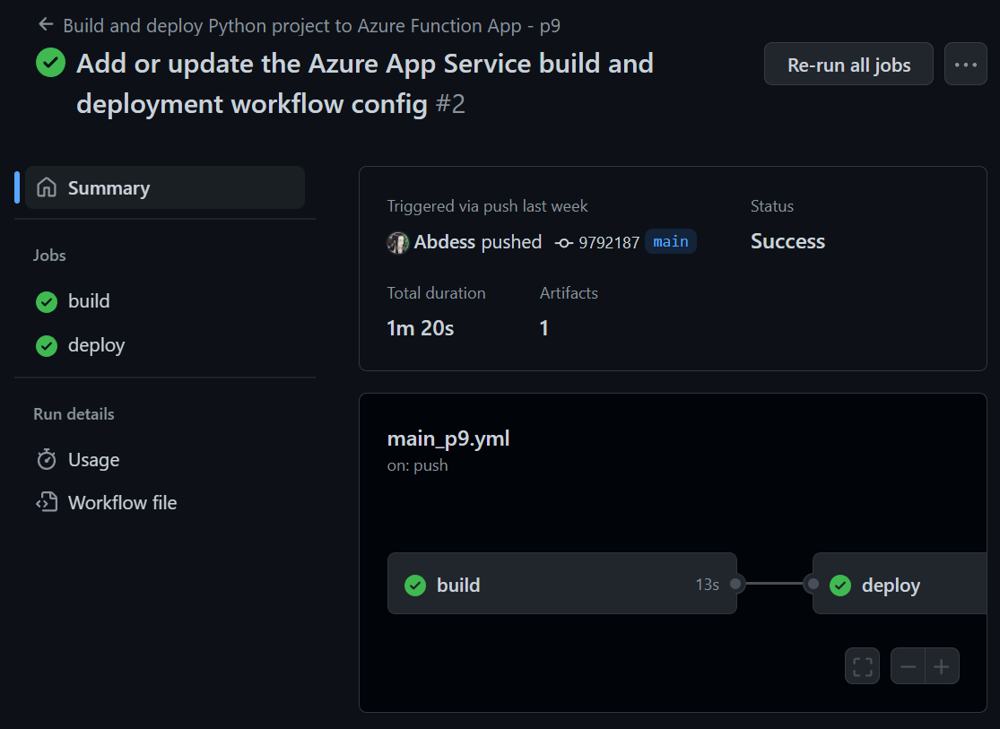 Build and deploy Python project to Azure Function App - p9
Add or update the Azure App Service build and
deployment workflow config #2
Re-run all jobs
Summary
Jobs
build
deploy
Run details
Usage
Workflow file
Triggered via push last week
Abdess pushed 9792187 main
Status
Success
Total duration
1m 20s
Artifacts
1
main_p9.yml
on: push
build 13s
deploy